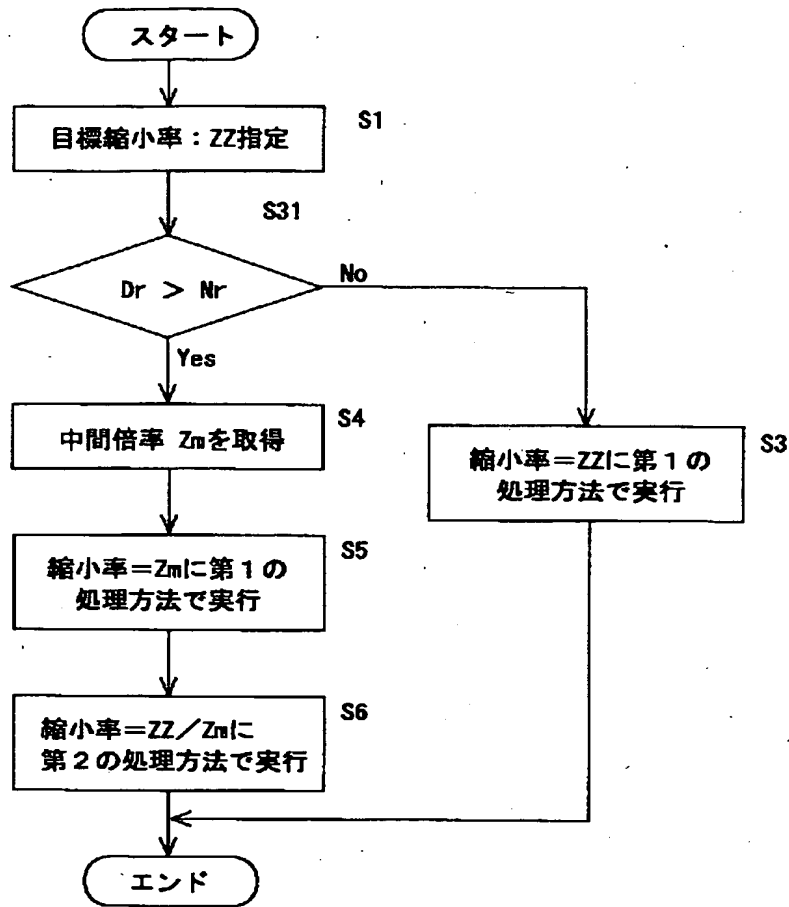 スタート
S1
目標縮小率:ZZ指定
S31
Dr > Nr
No
Yes
S4
中間倍率 Zmを取得
S3
縮小率=ZZに第1の
処理方法で実行
S5
縮小率=Zmに第1の
処理方法で実行
S6
縮小率=ZZ/Zmに
第2の処理方法で実行
エンド